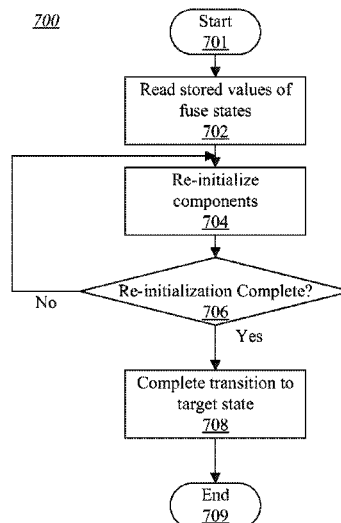 700
Start
701
Read stored values of
fuse states
702
Re-initialize
components
704
Re-initialization Complete?
706
No
Yes
Complete transition to
target state
708
End
709